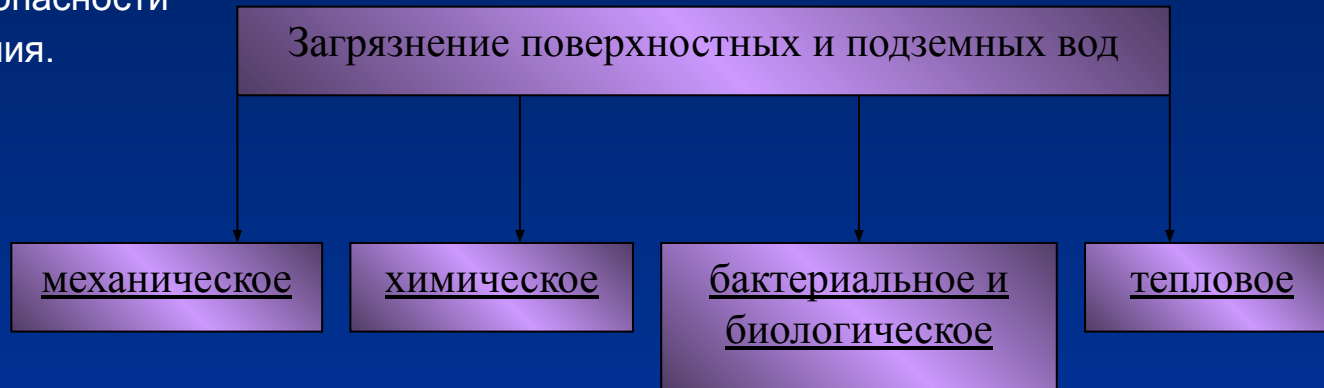 Загрязнение поверхностных и подземных вод
механическое
химическое
бактериальное и
биологическое
тепловое